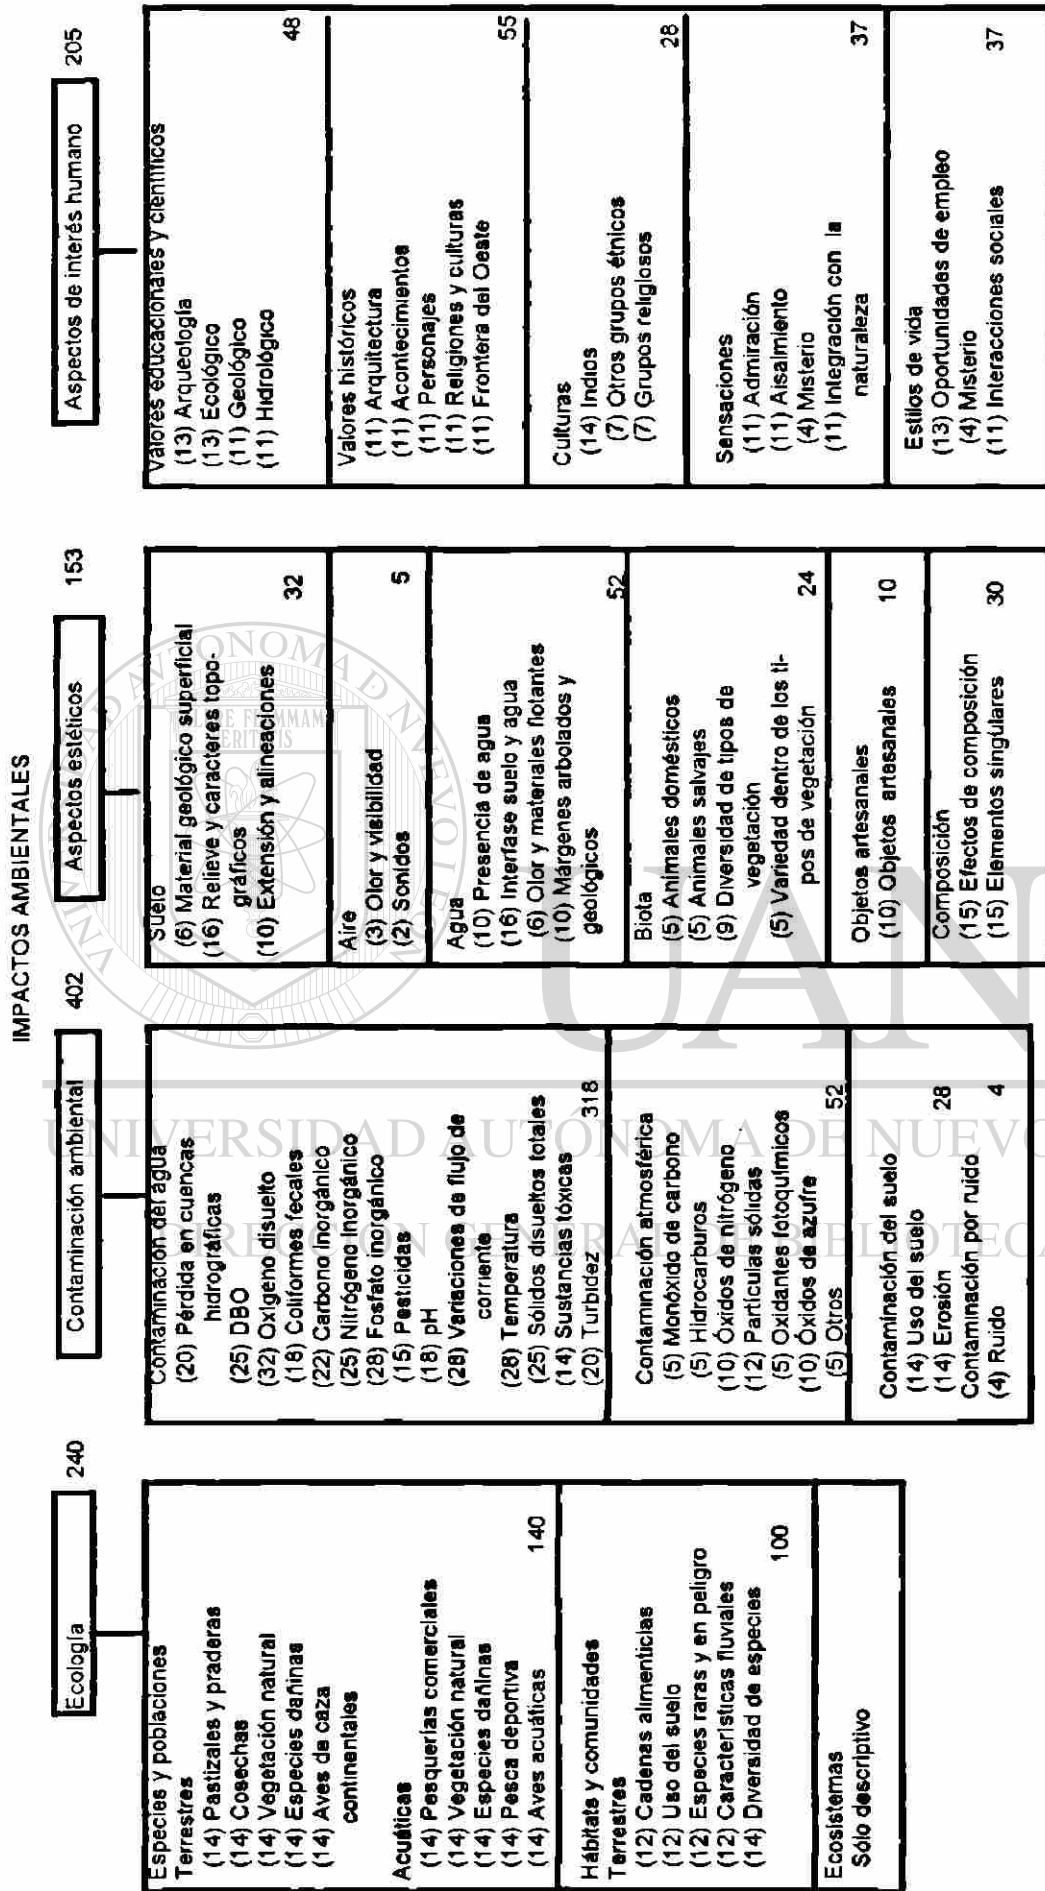 IMPACTOS AMBIENTALES
Ecología 240
Especies y poblaciones
Terrestres
(14) Pastizales y praderas
(14) Cosechas
(14) Vegetación natural
(14) Especies dañinas
(14) Aves de caza
continentales
Acuáticas
(14) Pesquerías comerciales
(14) Vegetación natural
(14) Especies dañinas
(14) Pesca deportiva
(14) Aves acuáticas 140
Hábitats y comunidades
Terrestres
(12) Cadenas alimenticias
(12) Uso del suelo
(12) Especies raras y en peligro
(12) Características fluviales
(14) Diversidad de especies
100
Ecosistemas
Sólo descriptivo
Contaminación ambiental 402
Contaminación del agua
(20) Pérdida en cuencas
hidrográficas
(25) DBO
(32) Oxígeno disuelto
(18) Coliformes fecales
(22) Carbono inorgánico
(25) Nitrógeno inorgánico
(28) Fosfato inorgánico
(15) Pesticidas
(18) pH
(28) Variaciones de flujo de
corriente
(28) Temperatura
(25) Sólidos disueltos totales
(14) Sustancias tóxicas
(20) Turbidez 318
Contaminación atmosférica
(5) Monóxido de carbono
(5) Hidrocarburos
(10) Óxidos de nitrógeno
(12) Partículas sólidas
(5) Oxidantes fotoquímicos
(10) Óxidos de azufre
(5) Otros 52
Contaminación del suelo
(14) Uso del suelo
(14) Erosión 28
Contaminación por ruido
(4) Ruido 4
Aspectos estéticos 153
Suelo
(6) Material geológico superficial
(16) Relieve y caracteres topo-
gráficos
(10) Extensión y alineaciones 32
Aire
(3) Olor y visibilidad
(2) Sonidos 5
Agua
(10) Presencia de agua
(16) Interfase suelo y agua
(6) Olor y materiales flotantes
(10) Márgenes arbolados y
geológicos 52
Biota
(5) Animales domésticos
(5) Animales salvajes
(9) Diversidad de tipos de
vegetación
(5) Variedad dentro de los ti-
pos de vegetación 24
Objetos artesanales
(10) Objetos artesanales 10
Composición
(15) Efectos de composición
(15) Elementos singulares 30
Aspectos de interés humano 205
Valores educacionales y científicos
(13) Arqueología
(13) Ecológico
(11) Geológico
(11) Hidrológico 48
Valores históricos
(11) Arquitectura
(11) Acontecimientos
(11) Personajes
(11) Religiones y culturas
(11) Frontera del Oeste 55
Culturas
(14) Indios
(7) Otros grupos étnicos
(7) Grupos religiosos 28
Sensaciones
(11) Admiración
(11) Aisalmiento
(4) Misterio
(11) Integración con la
naturaleza 37
Estilos de vida
(13) Oportunidades de empleo
(4) Misterio
(11) Interacciones sociales 37
UAN
UNIVERSIDAD AUTÓNOMA DE NUEVO
DIRECCIÓN GENERAL DE BIBLIOTECA